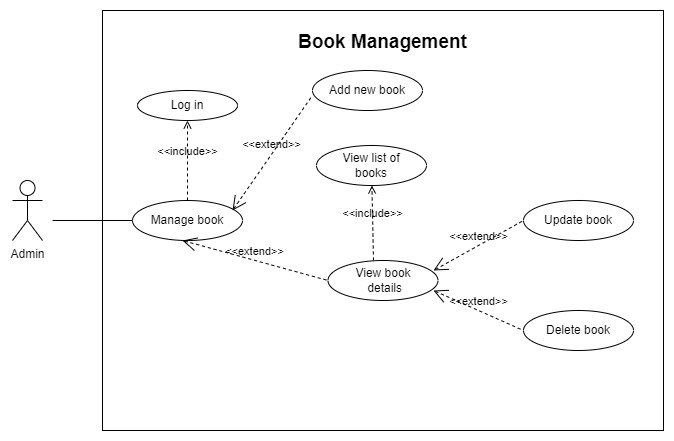 Book Management
Add new book
Log in
<<extend>>
<<include>>
View list of
books
Admin
Manage book
<<include>>
Update book
<<extend>>
<<extend>>
View book
details
<<extend>>
Delete book